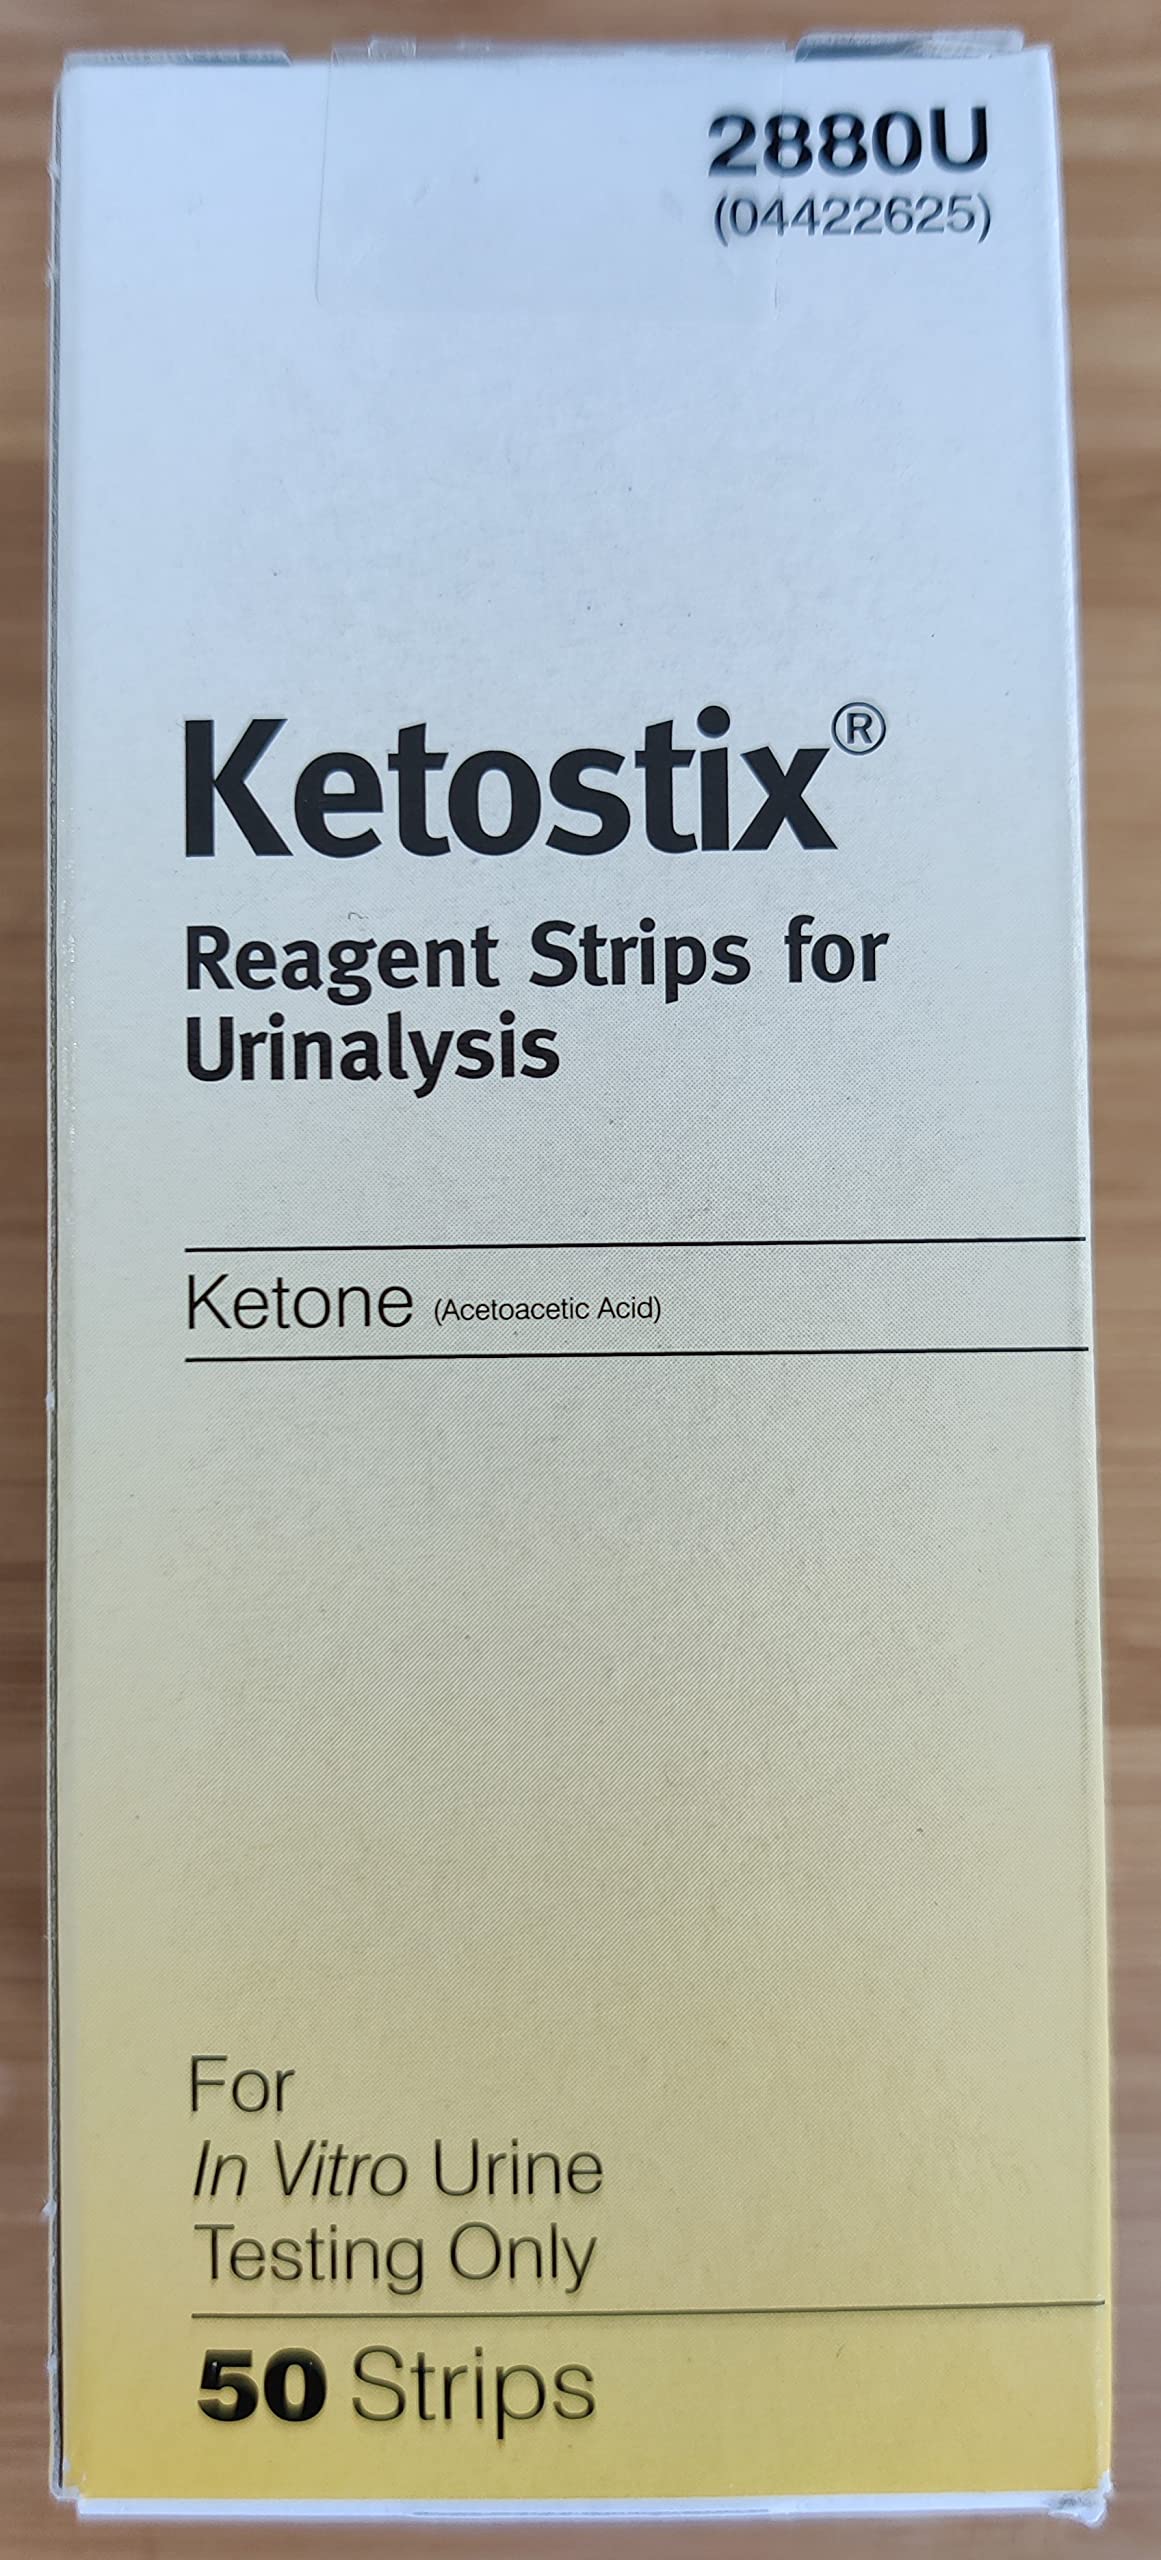 2880U
(04422625)
Ketostix®
Reagent Strips for
Urinalysis
Ketone (Acetoacetic Acid)
For
In Vitro Urine
Testing Only
50 Strips